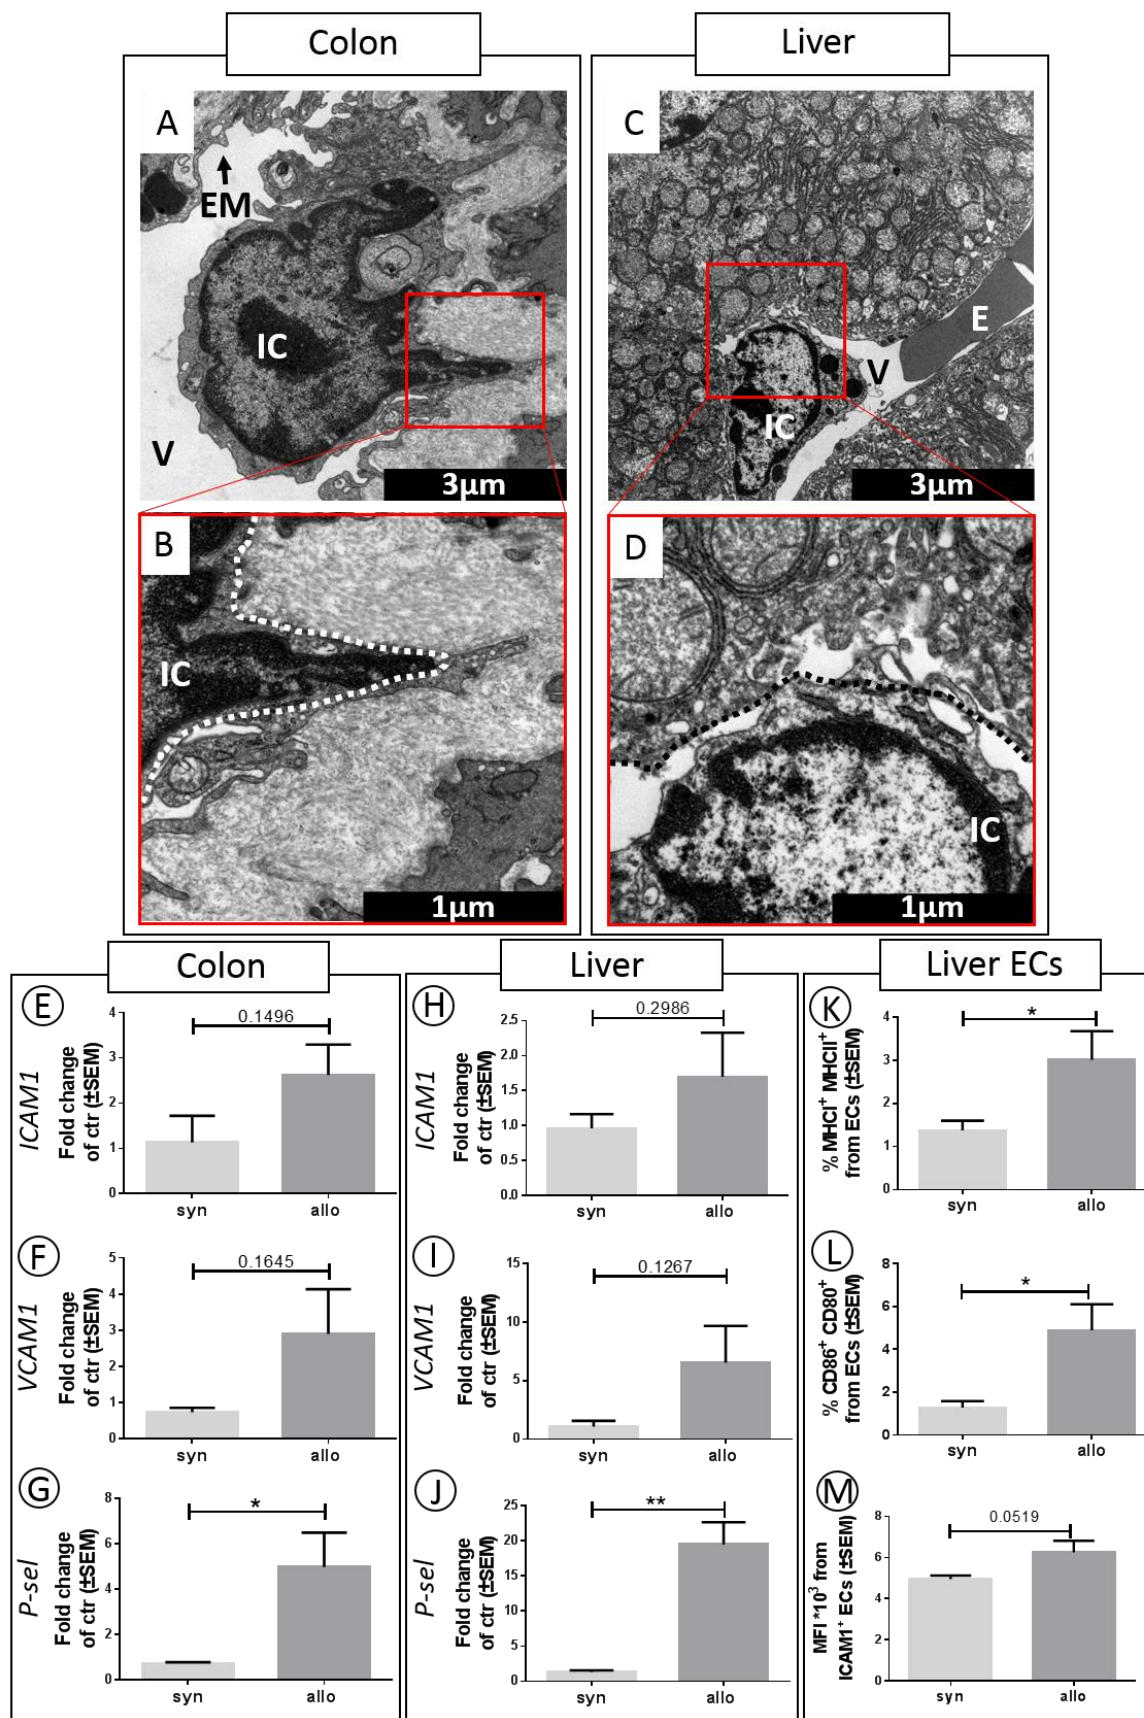 Colon
Liver
A
EM
IC
V
3μm
C
E
V
IC
3μm
B
IC
1μm
D
IC
1μm
Colon
Liver
Liver ECs
E
ICAM1
Fold change
of ctr (±SEM)
4
3
2
1
0
0.1496
syn allo
F
VCAM1
Fold change
of ctr (±SEM)
5
4
3
2
1
0
0.1645
syn allo
G
P-sel
Fold change
of ctr (±SEM)
8
6
4
2
0
*
syn allo
H
ICAM1
Fold change
of ctr (±SEM)
2.5
2.0
1.5
1.0
0.5
0.0
0.2986
syn allo
I
VCAM1
Fold change
of ctr (±SEM)
15
10
5
0
0.1267
syn allo
J
P-sel
Fold change
of ctr (±SEM)
25
20
15
10
5
0
**
syn allo
K
% MHCI⁺ MHCII⁺
from ECs (±SEM)
4
3
2
1
0
*
syn allo
L
% CD86⁺ CD80⁺
from ECs (±SEM)
8
6
4
2
0
*
syn allo
M
MFI *10³ from
ICAM1⁺ ECs (±SEM)
8
6
4
2
0
0.0519
syn allo